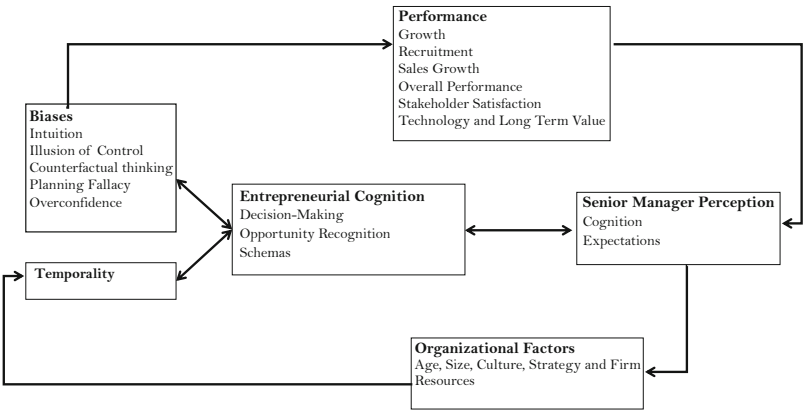 Performance
Growth
Recruitment
Sales Growth
Overall Performance
Stakeholder Satisfaction
Technology and Long Term Value
Biases
Intuition
Illusion of Control
Counterfactual thinking
Planning Fallacy
Overconfidence
Entrepreneurial Cognition
Decision-Making
Opportunity Recognition
Schemas
Senior Manager Perception
Cognition
Expectations
Temporality
Organizational Factors
Age, Size, Culture, Strategy and Firm
Resources